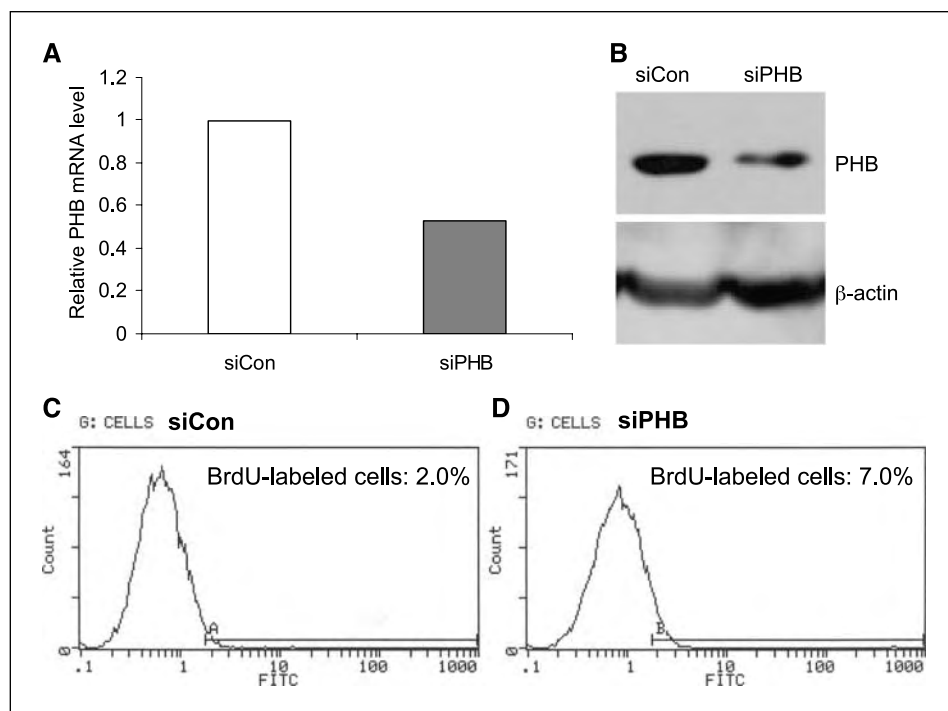 A
Relative PHB mRNA level
1.2
1
0.8
0.6
0.4
0.2
0
siCon siPHB
B
siCon siPHB
PHB
β-actin
C
G: CELLS siCon
164
BrdU-labeled cells: 2.0%
Count
A
0
.1 1 10 100 1000
FITC
D
G: CELLS siPHB
171
BrdU-labeled cells: 7.0%
Count
B
0
.1 1 10 100 1000
FITC